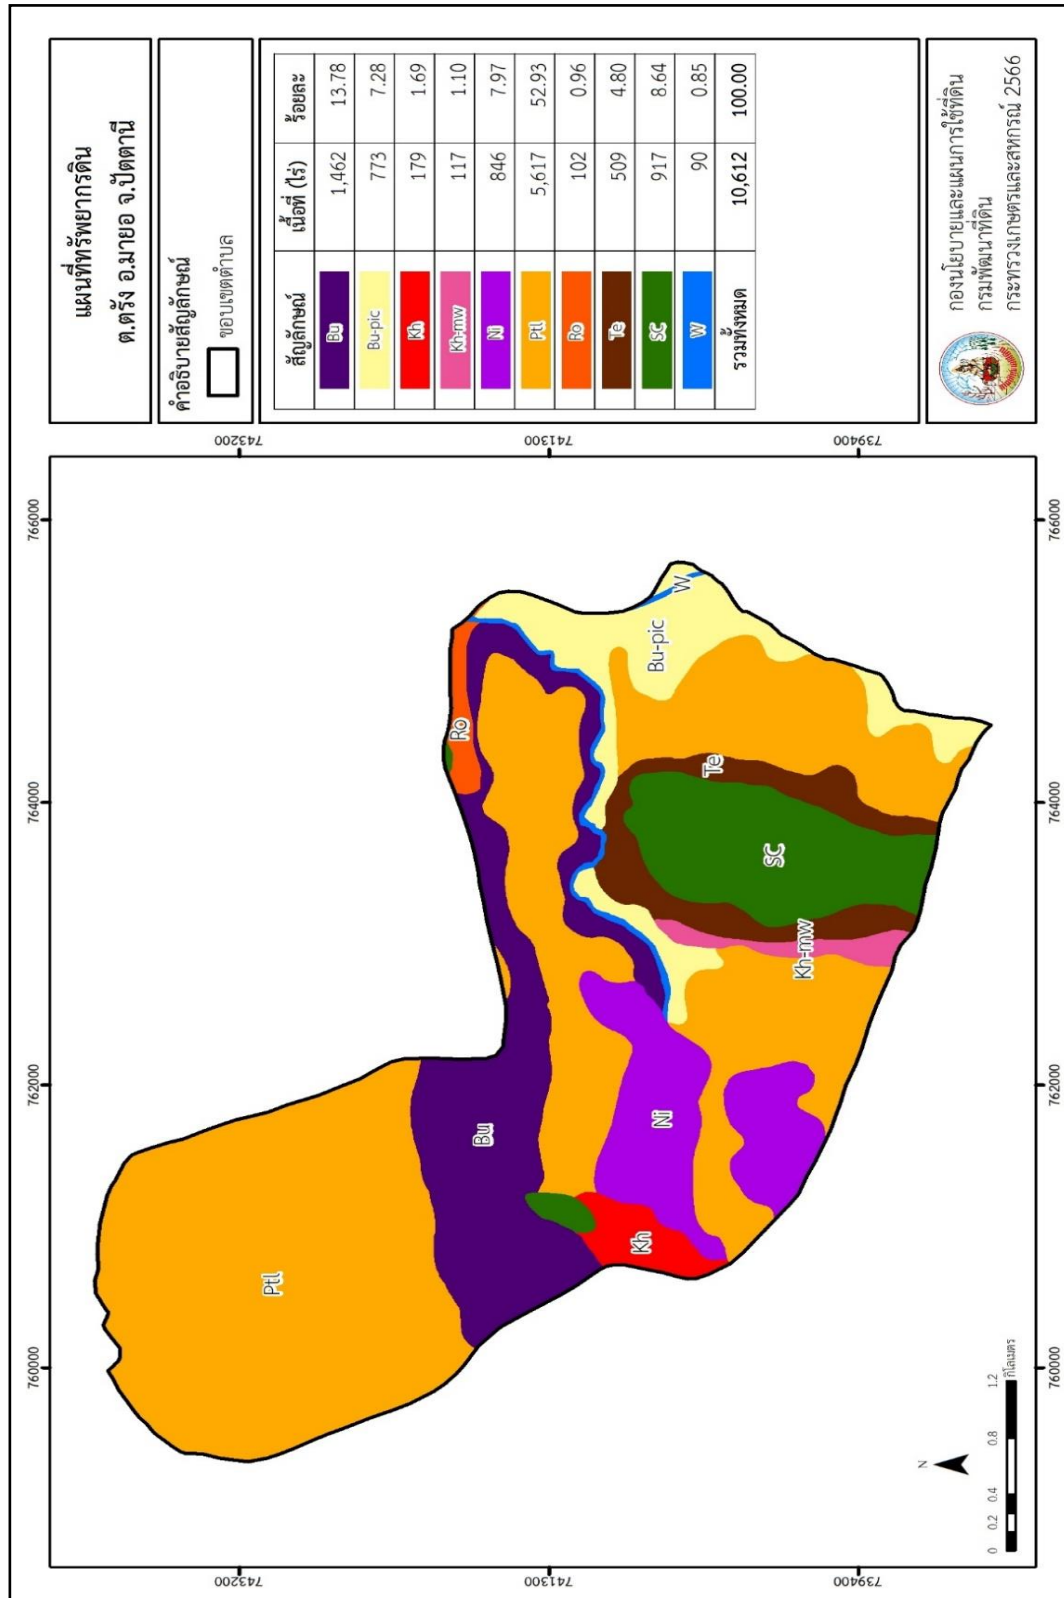 แผนที่ทรัพยากรดิน
ต.ตรัง อ.มายอ จ.ปัตตานี
คำอธิบายสัญลักษณ์
ขอบเขตตำบล
สัญลักษณ์ เนื้อที่ (ไร่) ร้อยละ
Bu 1,462 13.78
Bu-pic 773 7.28
Kh 179 1.69
Kh-mw 117 1.10
Ni 846 7.97
Ptl 5,617 52.93
Ro 102 0.96
Te 509 4.80
SC 917 8.64
W 90 0.85
รวมทั้งหมด 10,612 100.00
กองนโยบายและแผนการใช้ที่ดิน
กรมพัฒนาที่ดิน
กระทรวงเกษตรและสหกรณ์ 2566
760000 762000 764000 766000
743200 743200
741300 741300
739400 739400
760000 762000 764000 766000
Ptl
Ro
Bu
W
Bu-pic
Te
Ni
Kh
SC
Kh-mw
N
0 0.2 0.4 0.8 1.2
กิโลเมตร